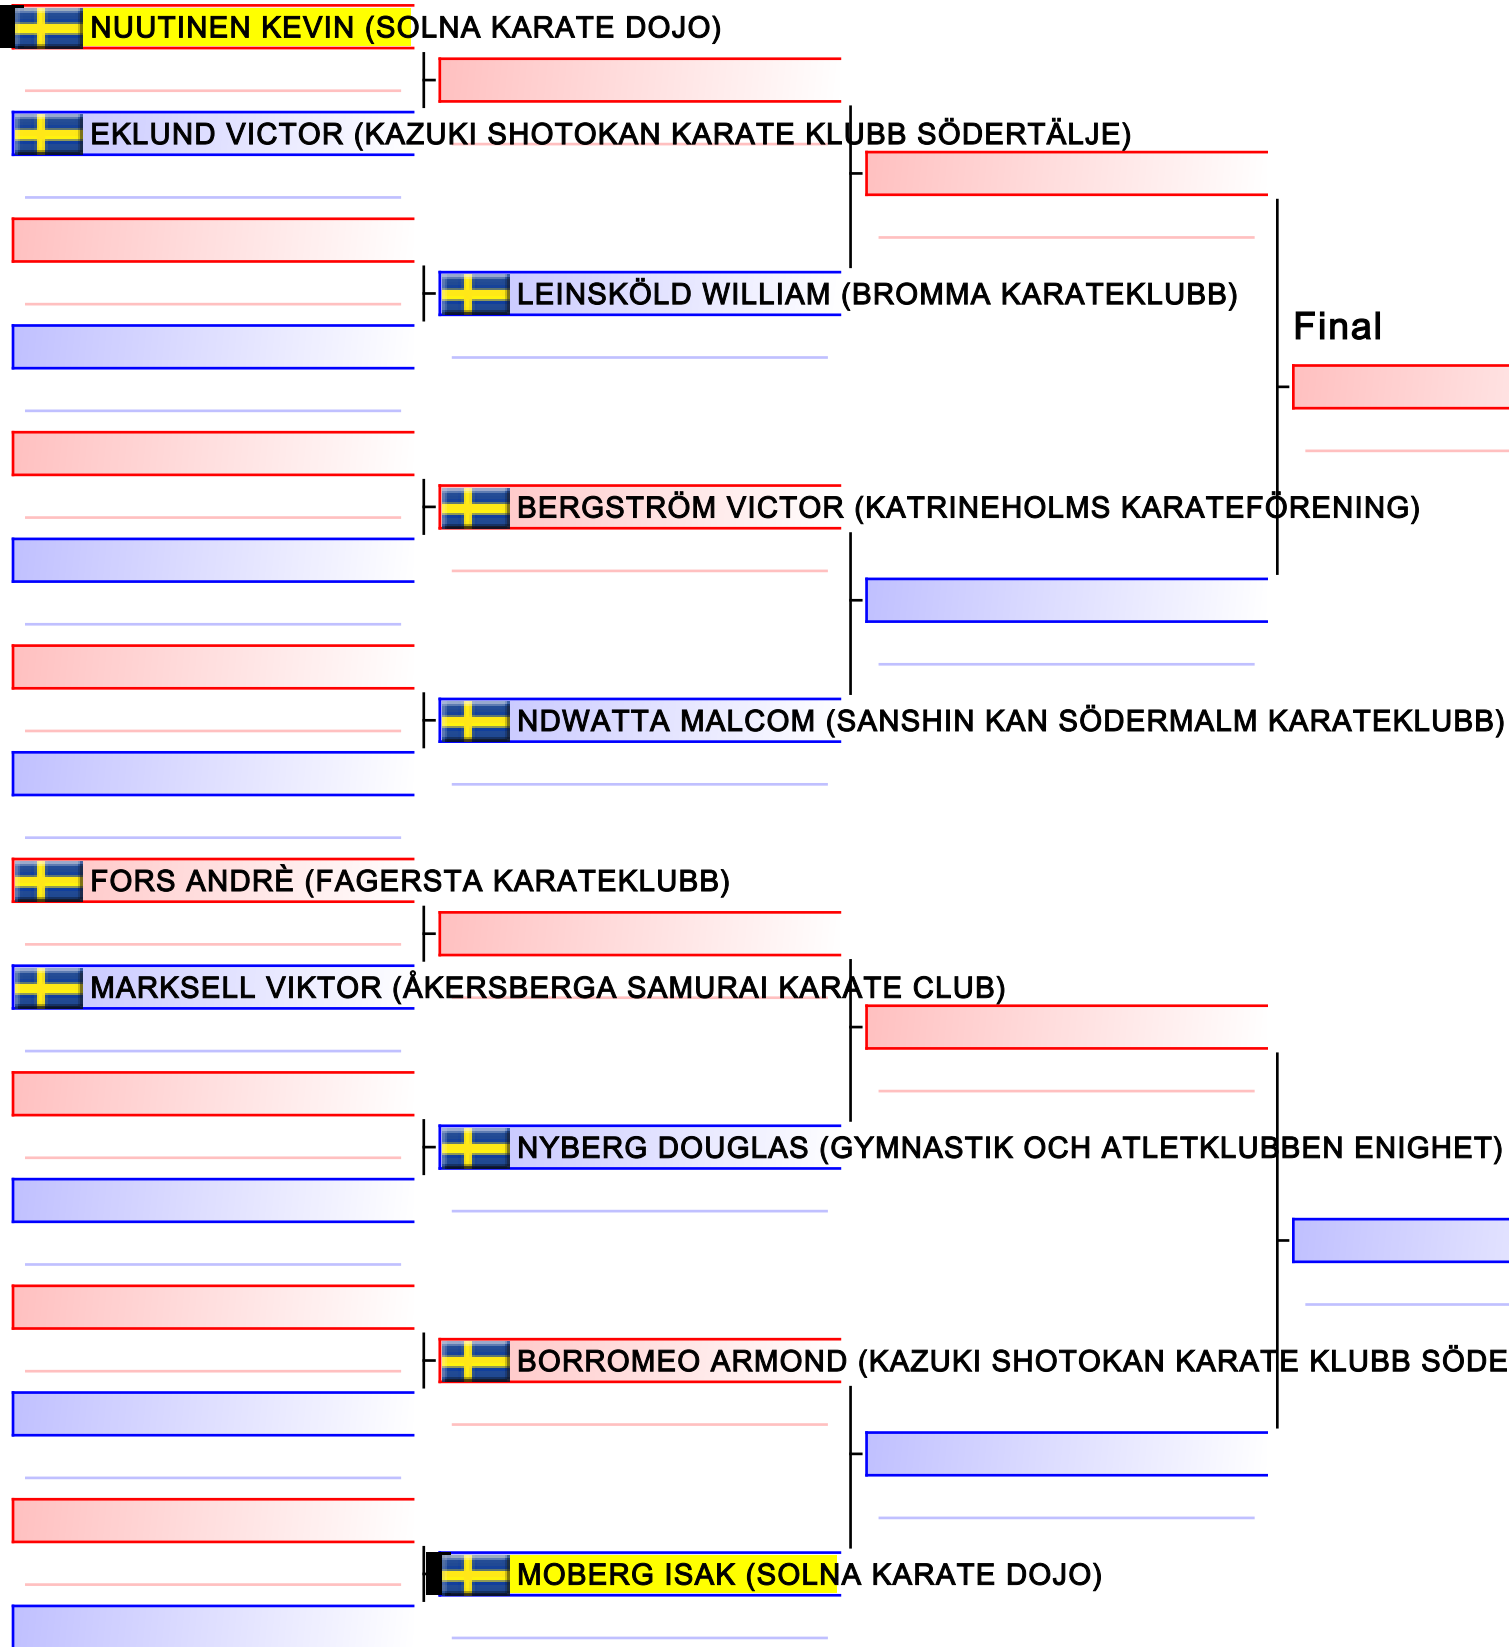 NUUTINEN KEVIN (SOLNA KARATE DOJO)
EKLUND VICTOR (KAZUKI SHOTOKAN KARATE KLUBB SÖDERTÄLJE)
LEINSKÖLD WILLIAM (BROMMA KARATEKLUBB)
Final
BERGSTRÖM VICTOR (KATRINEHOLMS KARATEFÖRENING)
NDWATTA MALCOM (SANSHIN KAN SÖDERMALM KARATEKLUBB)
FORS ANDRÈ (FAGERSTA KARATEKLUBB)
MARKSELL VIKTOR (ÅKERSBERGA SAMURAI KARATE CLUB)
NYBERG DOUGLAS (GYMNASTIK OCH ATLETKLUBBEN ENIGHET)
BORROMEO ARMOND (KAZUKI SHOTOKAN KARATE KLUBB SÖDE
MOBERG ISAK (SOLNA KARATE DOJO)